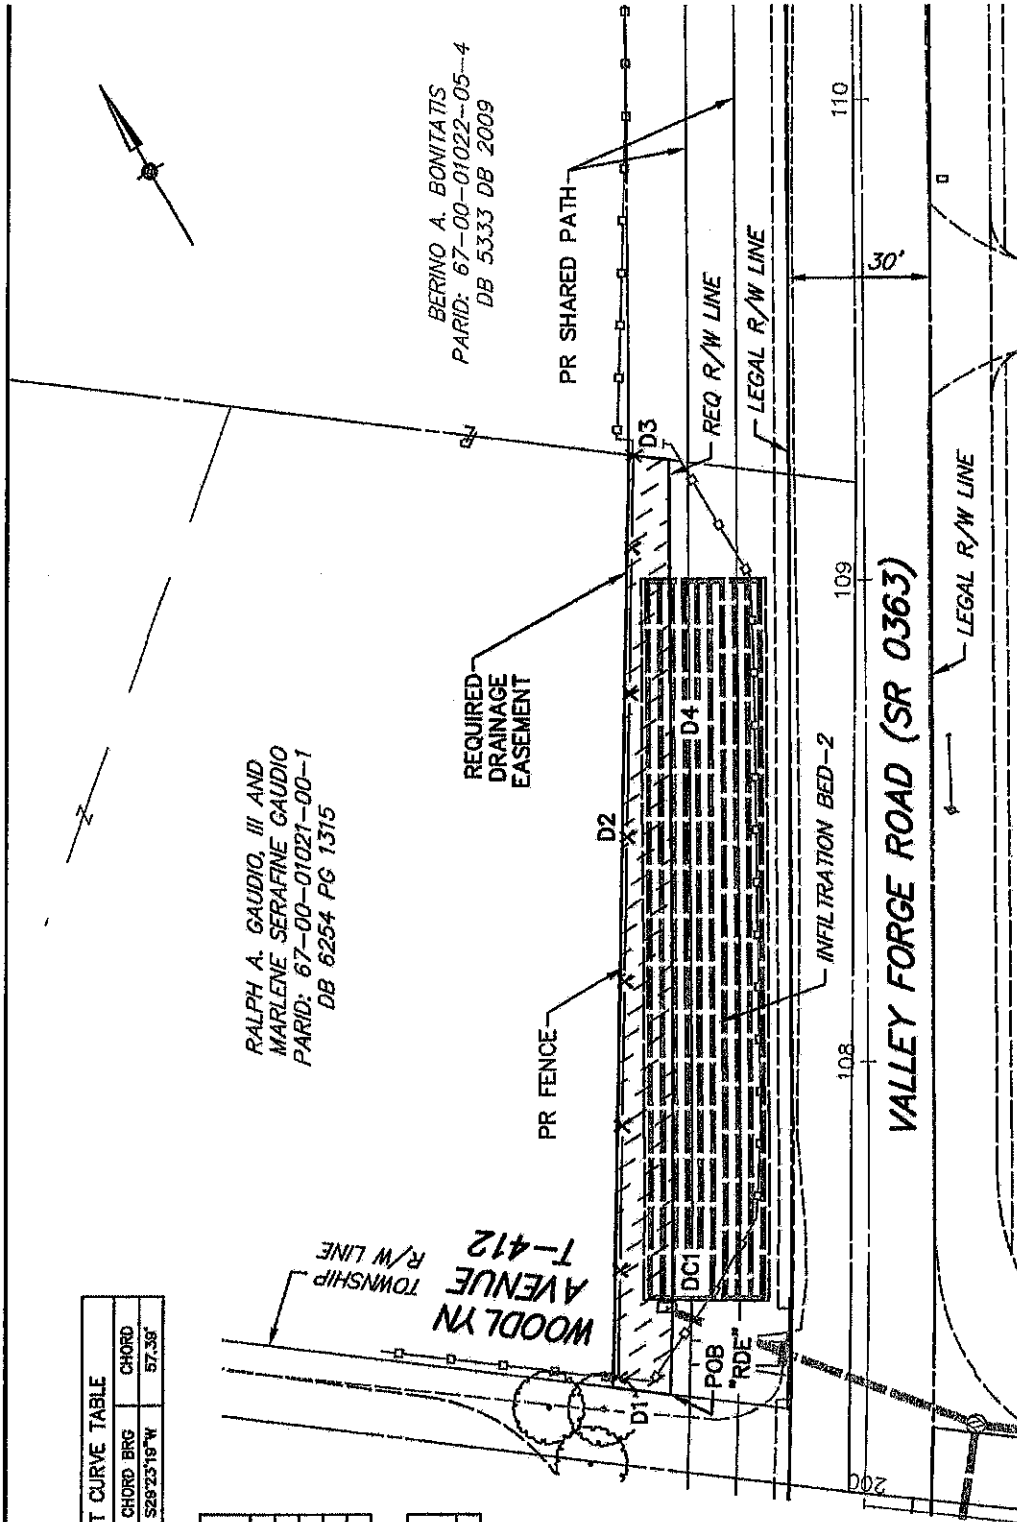 BERINO A. BONITATIS
PARID: 67-00-01022-05-4
DB 5333 DB 2009
PR SHARED PATH
REQ R/W LINE
LEGAL R/W LINE
30'
110
109
108
200
LEGAL R/W LINE
VALLEY FORGE ROAD (SR 0363)
RALPH A. GAUDIO, III AND
MARLENE SERAFINE GAUDIO
PARID: 67-00-01021-00-1
DB 6254 PG 1315
REQUIRED
DRAINAGE
EASEMENT
PR FENCE
INFILTRATION BED-2
D1
D2
D3
D4
DC1
POB
"RDE"
WOODLYN
AVENUE
T-412
TOWNSHIP
R/W LINE
T CURVE TABLE
CHORD BRG CHORD
S29°23'19"W 57.39'